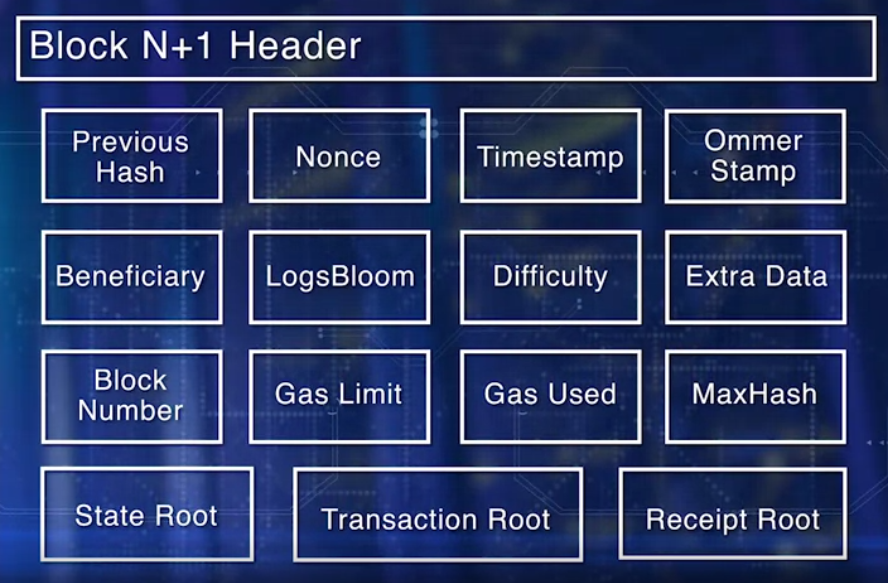 Block N+1 Header
Previous
Hash
Nonce
Timestamp
Ommer
Stamp
Beneficiary
LogsBloom
Difficulty
Extra Data
Block
Number
Gas Limit
Gas Used
MaxHash
State Root
Transaction Root
Receipt Root